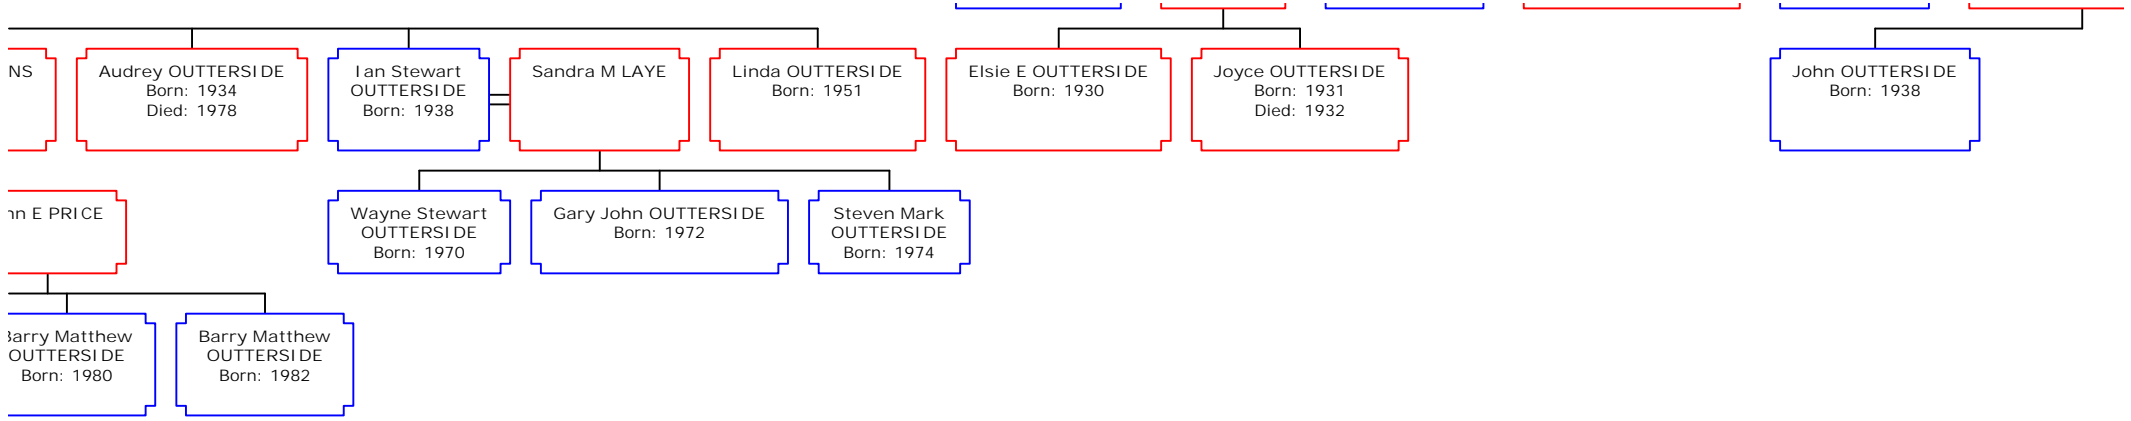 NS
Audrey OUTTERSIDE
Born: 1934
Died: 1978
Ian Stewart
OUTTERSIDE
Born: 1938
Sandra M LAYE
Linda OUTTERSIDE
Born: 1951
Elsie E OUTTERSIDE
Born: 1930
Joyce OUTTERSIDE
Born: 1931
Died: 1932
John OUTTERSIDE
Born: 1938
E PRICE
Wayne Stewart
OUTTERSIDE
Born: 1970
Gary John OUTTERSIDE
Born: 1972
Steven Mark
OUTTERSIDE
Born: 1974
Barry Matthew
OUTTERSIDE
Born: 1980
Barry Matthew
OUTTERSIDE
Born: 1982